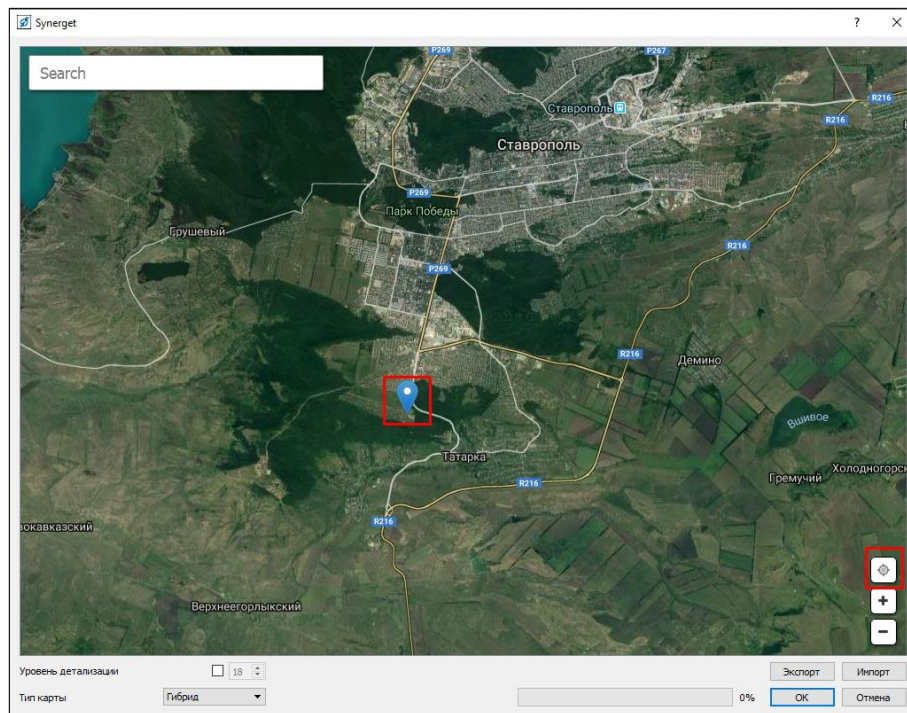 Synerget
Search
P269
P267
Ставрополь
R216
Ставрополь
R216
P269
Парк Победы
Грушевый
R216
P269
R216
Демино
Вшивое
Татарка
Гремучий
Холодногорск
R216
R216
вокавказский
Верхнеегорлыкский
+
−
Уровень детализации 18 Экспорт Импорт
Тип карты Гибрид 0% OK Отмена